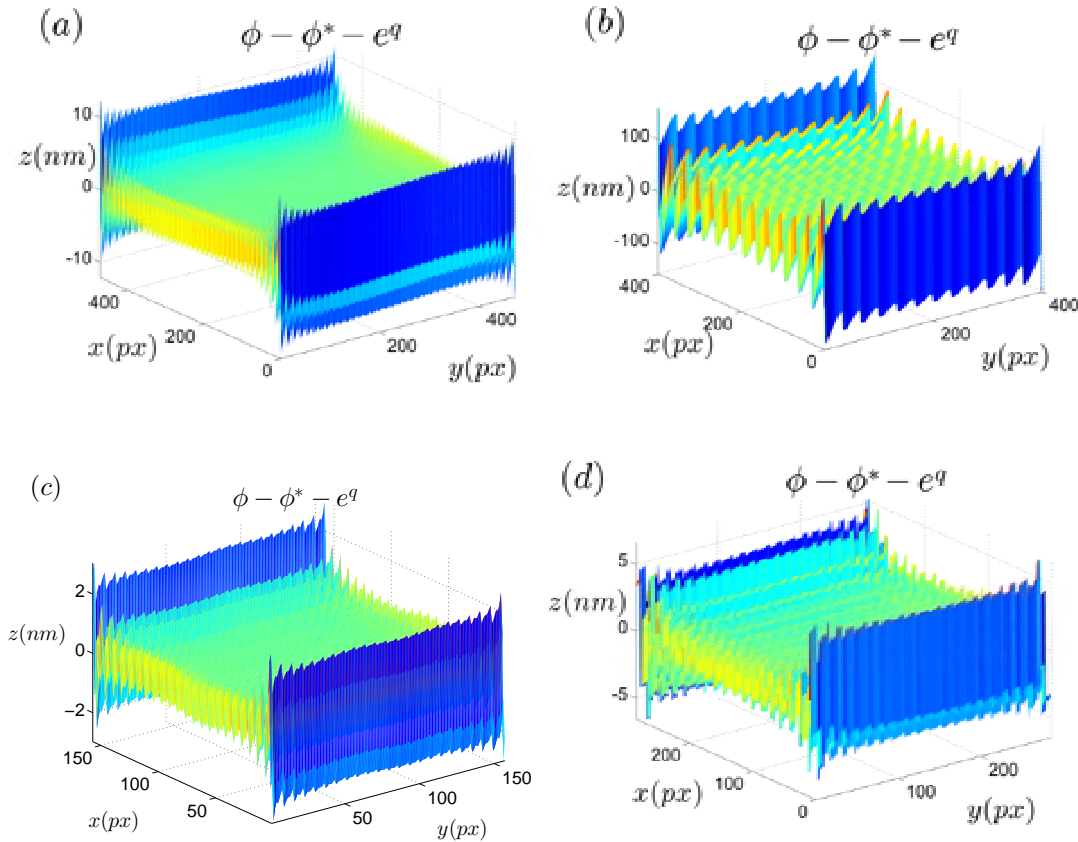 (a)
ϕ − ϕ* − e^q
10
z(nm)
0
-10
400
x(px)
200
0
200
400
y(px)
(b)
ϕ − ϕ* − e^q
100
z(nm)
0
-100
400
x(px)
200
0
200
400
y(px)
(c)
ϕ − ϕ* − e^q
2
z(nm)
0
−2
150
100
x(px)
50
50
100
150
y(px)
(d)
ϕ − ϕ* − e^q
5
z(nm)
0
-5
200
x(px)
100
0
100
200
y(px)